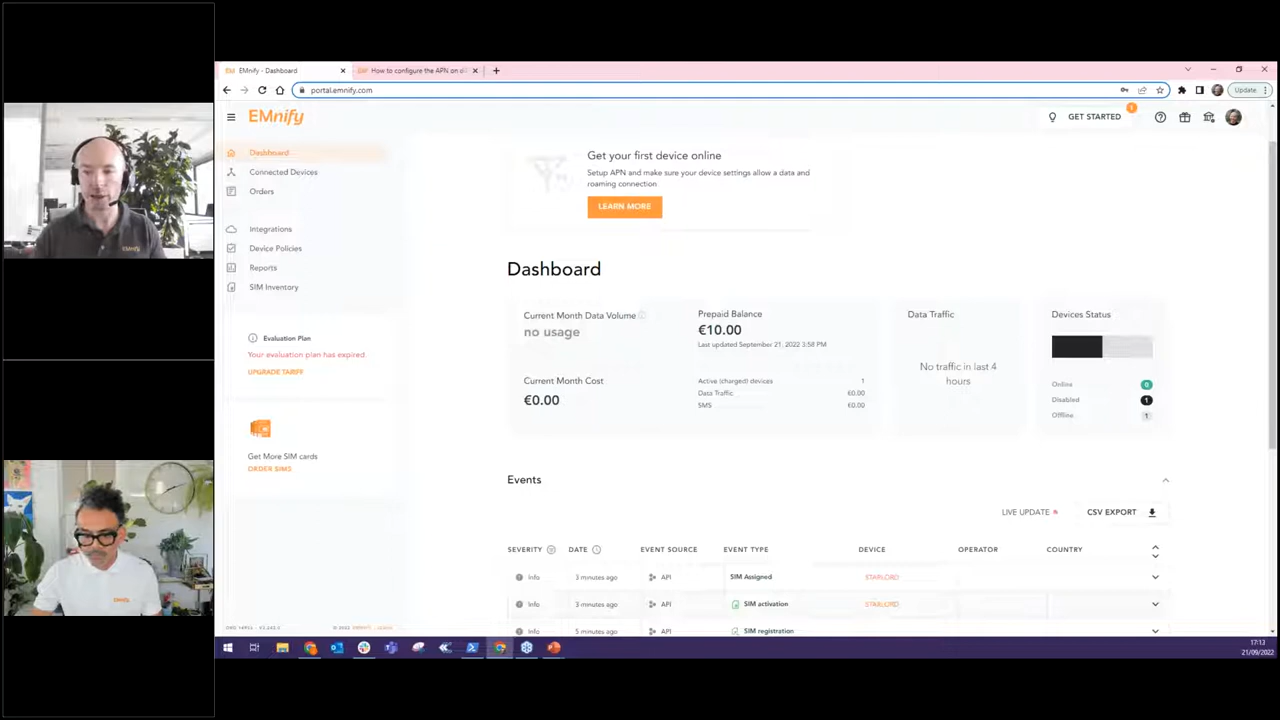 EMnify - Dashboard
How to configure the APN on di
Update
portal.emnify.com
EMnify
GET STARTED
Dashboard
Connected Devices
Orders
Integrations
Device Policies
Reports
SIM Inventory
Evaluation Plan
Your evaluation plan has expired.
UPGRADE TARIFF
Get More SIM cards
ORDER SIMS
Get your first device online
Setup APN and make sure your device settings allow a data and
roaming connection
LEARN MORE
Dashboard
Current Month Data Volume
no usage
Current Month Cost
€0.00
Prepaid Balance
€10.00
Last updated September 21, 2022 3:58 PM
Active (charged) devices 1
Data Traffic €0.00
SMS €0.00
Data Traffic
No traffic in last 4
hours
Devices Status
Online 0
Disabled 1
Offline 1
Events
LIVE UPDATE
CSV EXPORT
SEVERITY DATE EVENT SOURCE EVENT TYPE DEVICE OPERATOR COUNTRY
Info 3 minutes ago API SIM Assigned STARLORD
Info 3 minutes ago API SIM activation STARLORD
Info 5 minutes ago API SIM registration
17:13
21/09/2022